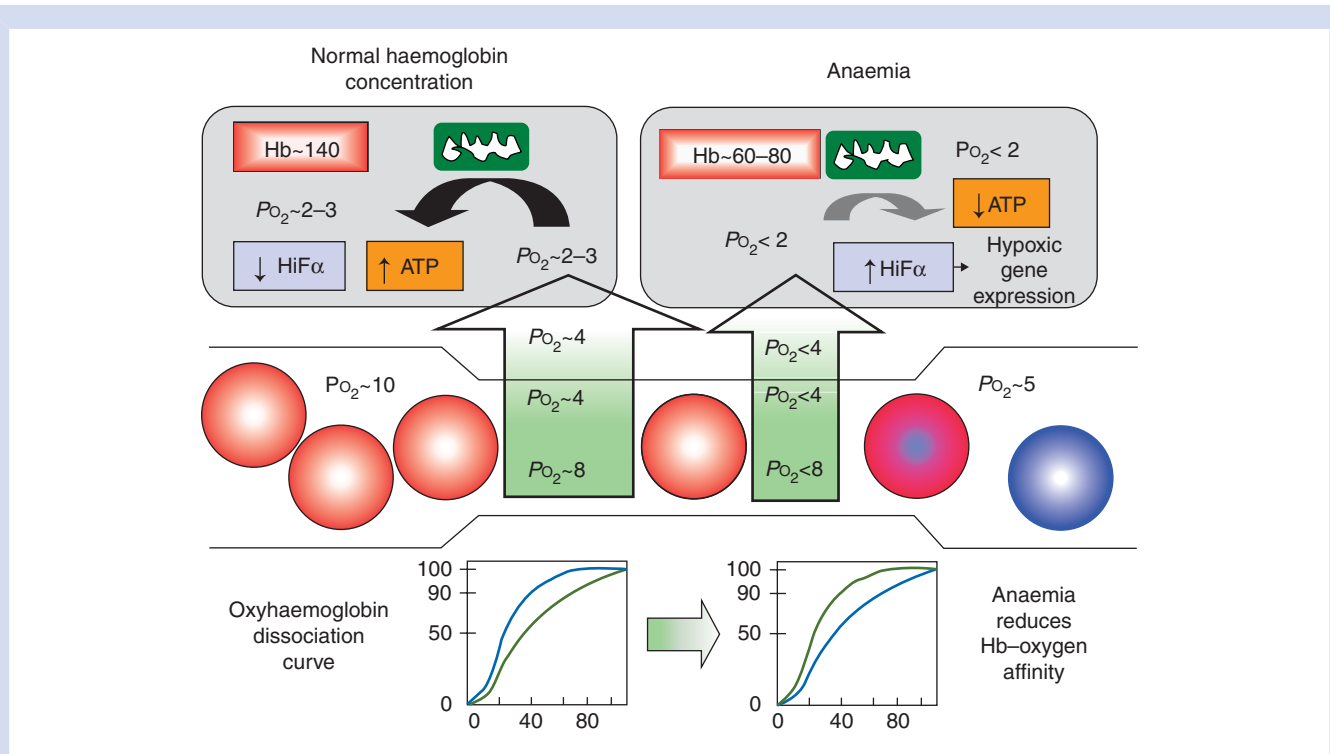 Normal haemoglobin
concentration
Anaemia
Hb~140
PO₂~2–3
↓ HiFα
↑ ATP
PO₂~2–3
Hb~60–80
PO₂< 2
↓ATP
PO₂< 2
↑HiFα
Hypoxic
gene
expression
PO₂~10
PO₂~4
PO₂~4
PO₂~8
PO₂<4
PO₂<4
PO₂<8
PO₂~5
Oxyhaemoglobin
dissociation
curve
100
90
50
0
0 40 80
100
90
50
0
0 40 80
Anaemia
reduces
Hb–oxygen
affinity